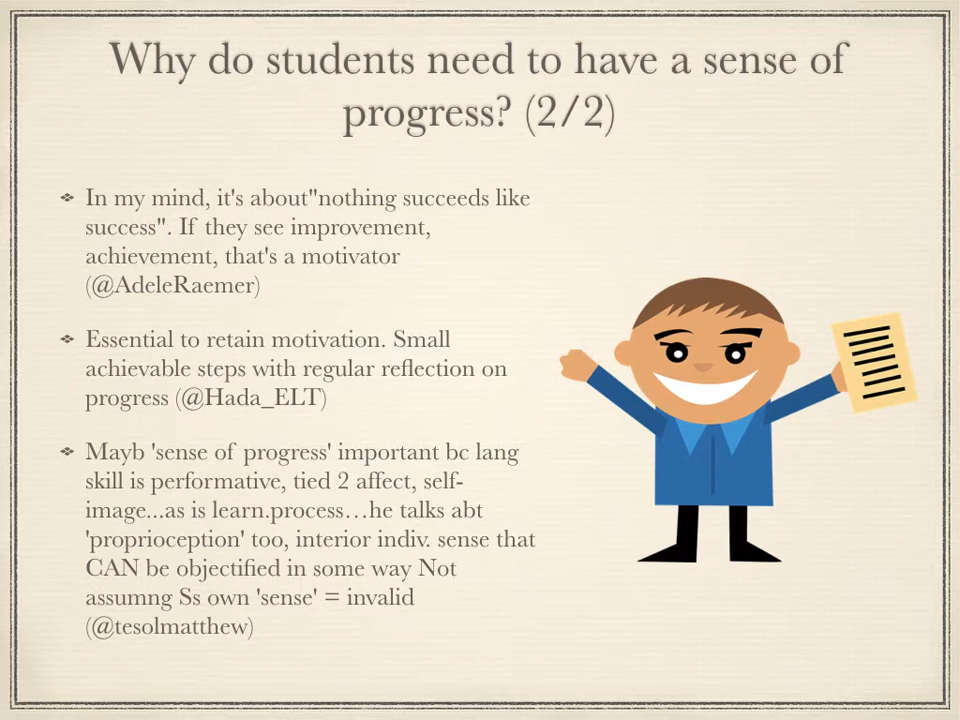 Why do students need to have a sense of
progress? (2/2)
In my mind, it's about"nothing succeeds like
success". If they see improvement,
achievement, that's a motivator
(@AdeleRaemer)
Essential to retain motivation. Small
achievable steps with regular reflection on
progress (@Hada_ELT)
Mayb 'sense of progress' important bc lang
skill is performative, tied 2 affect, self-
image...as is learn.process…he talks abt
'proprioception' too, interior indiv. sense that
CAN be objectified in some way Not
assumng Ss own 'sense' = invalid
(@tesolmatthew)